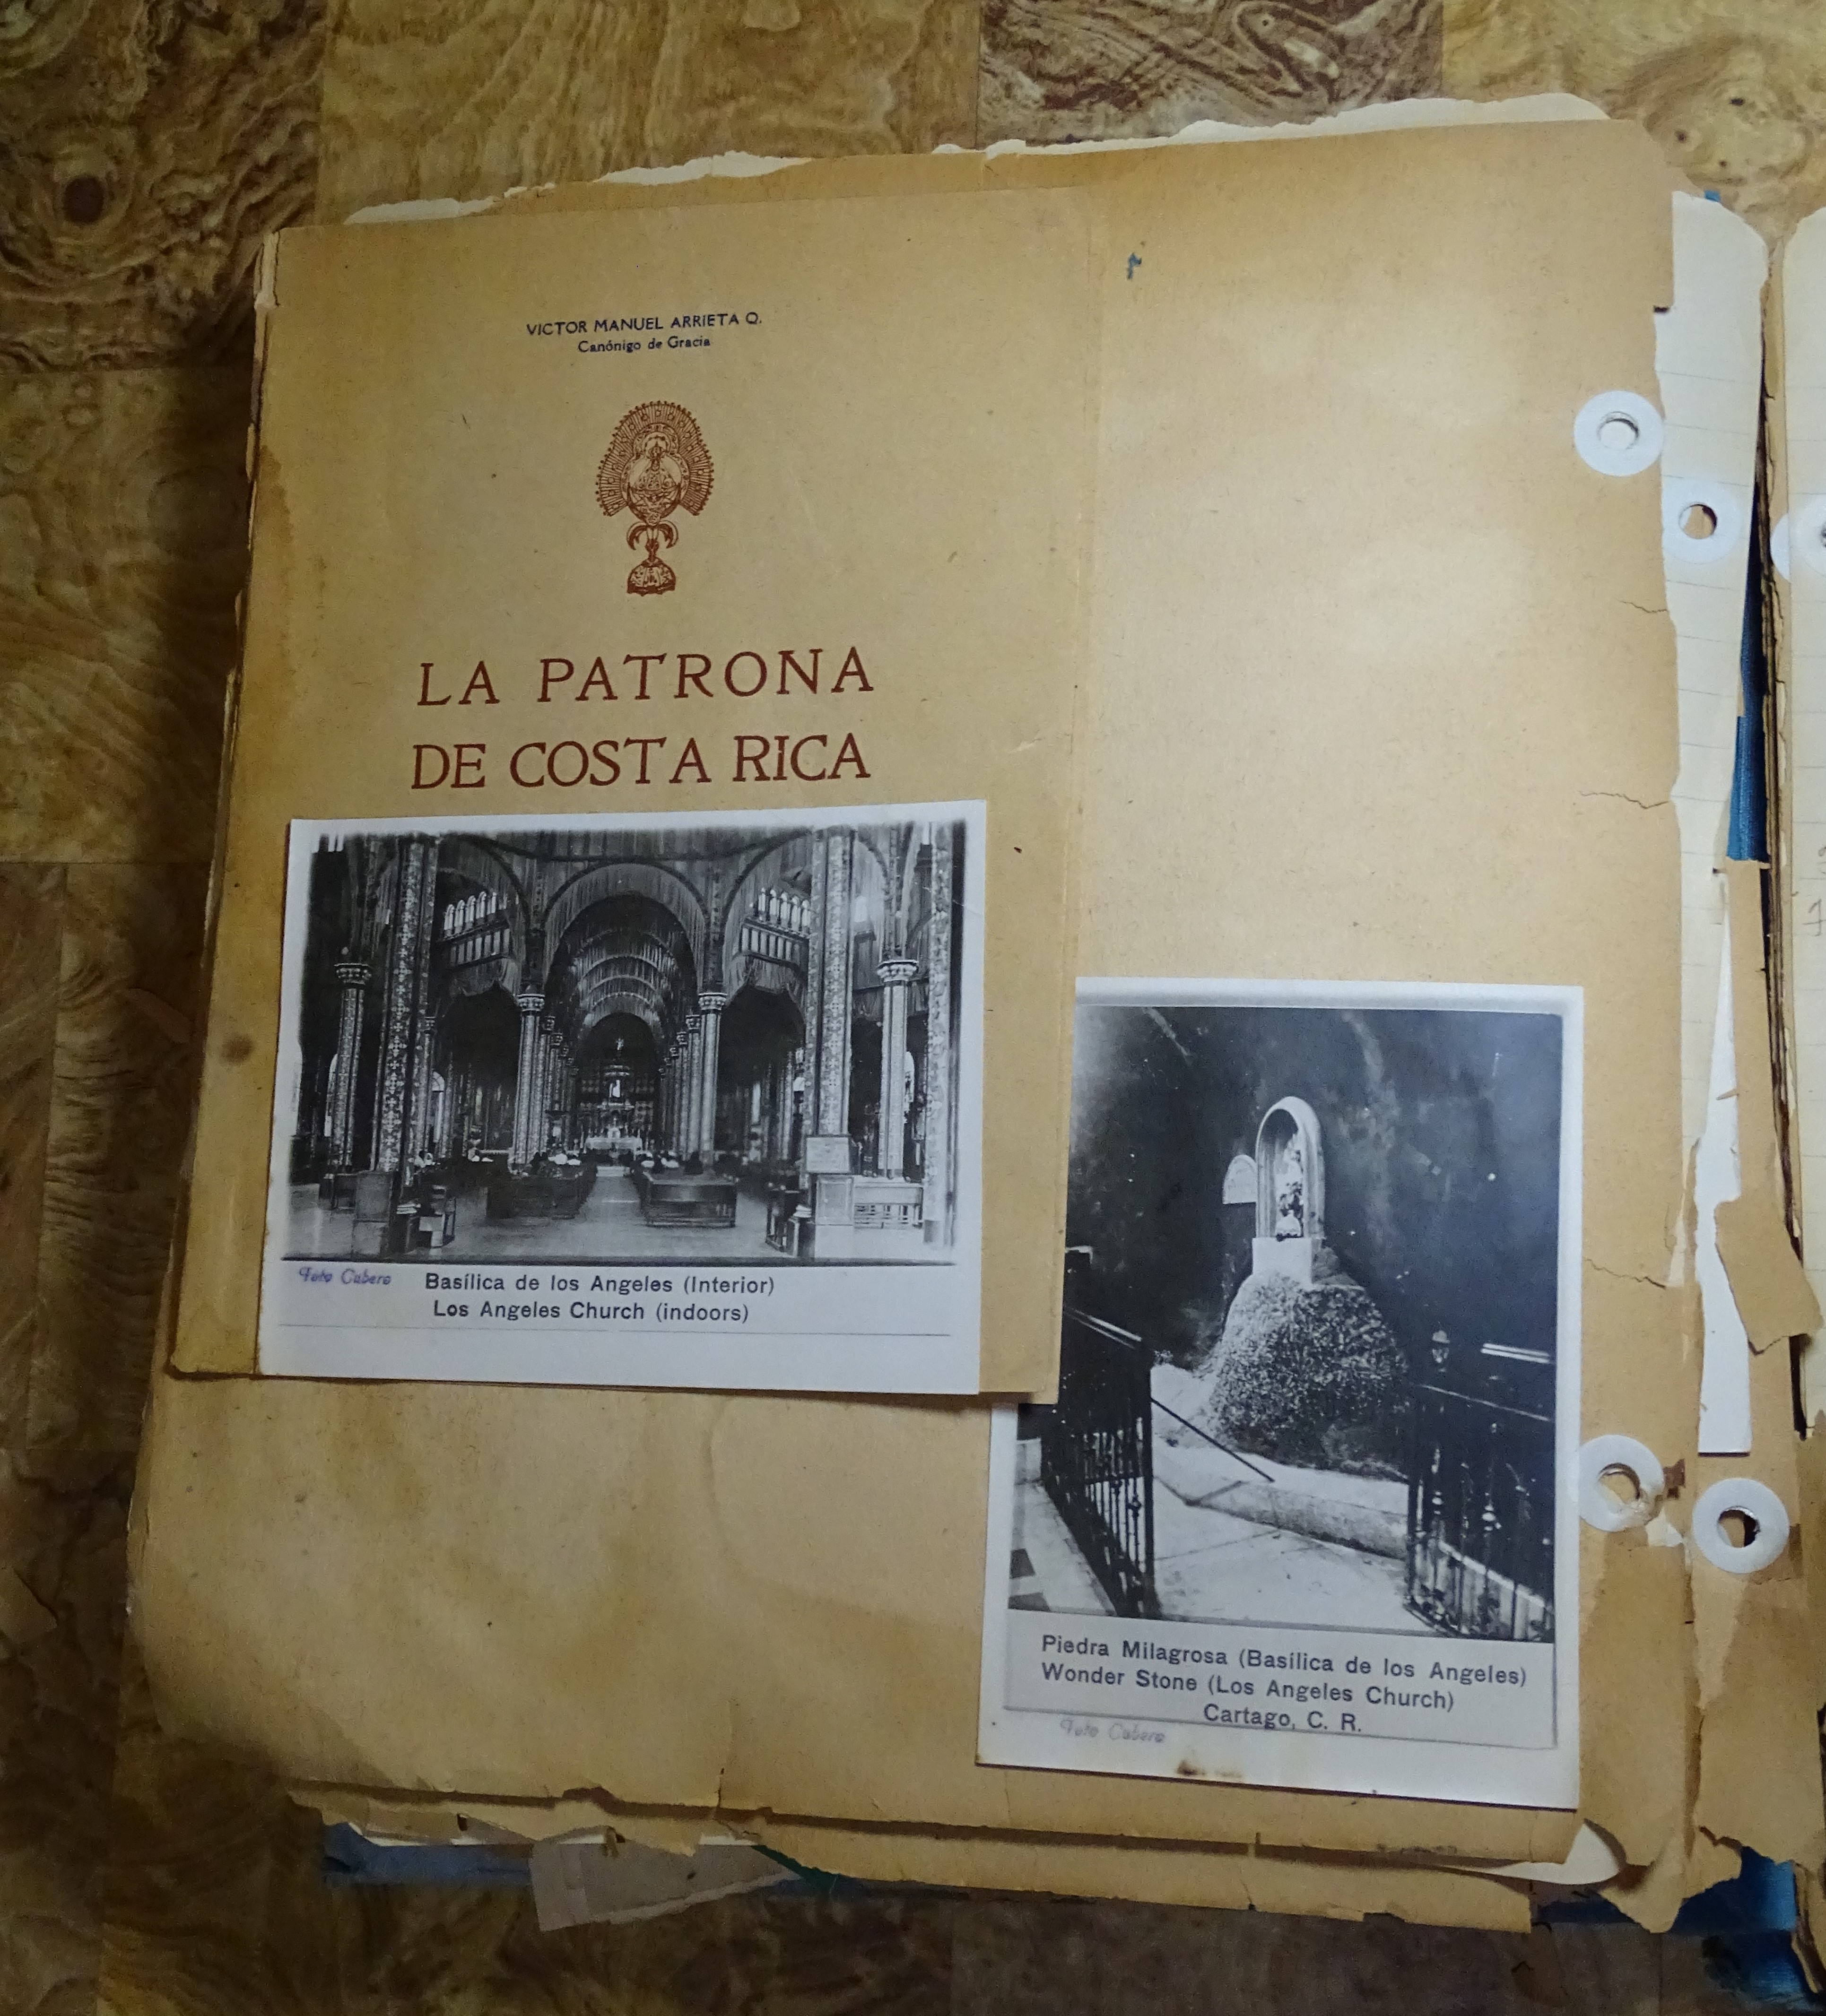 VICTOR MANUEL ARRIETA Q.
Canónigo de Gracia
LA PATRONA
DE COSTA RICA
Foto Cubero
Basílica de los Angeles (Interior)
Los Angeles Church (indoors)
Piedra Milagrosa (Basílica de los Angeles)
Wonder Stone (Los Angeles Church)
Cartago, C. R.
Foto Cubero